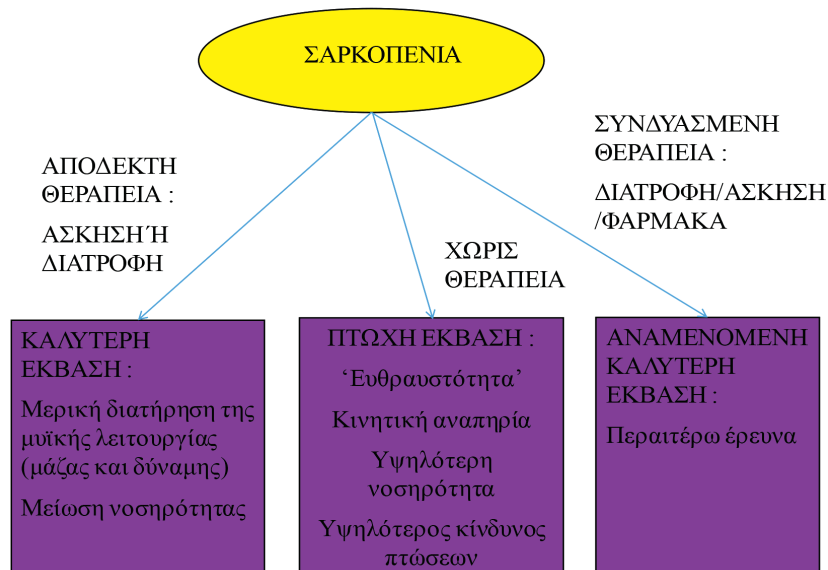 ΣΑΡΚΟΠΕΝΙΑ
ΑΠΟΔΕΚΤΗ
ΘΕΡΑΠΕΙΑ :
ΑΣΚΗΣΗ Ή
ΔΙΑΤΡΟΦΗ
ΧΩΡΙΣ
ΘΕΡΑΠΕΙΑ
ΣΥΝΔΥΑΣΜΕΝΗ
ΘΕΡΑΠΕΙΑ :
ΔΙΑΤΡΟΦΗ/ΑΣΚΗΣΗ
/ΦΑΡΜΑΚΑ
ΚΑΛΥΤΕΡΗ
ΕΚΒΑΣΗ :
Μερική διατήρηση της
μυϊκής λειτουργίας
(μάζας και δύναμης)
Μείωση νοσηρότητας
ΠΤΩΧΗ ΕΚΒΑΣΗ :
‘Ευθραυστότητα’
Κινητική αναπηρία
Υψηλότερη
νοσηρότητα
Υψηλότερος κίνδυνος
πτώσεων
ΑΝΑΜΕΝΟΜΕΝΗ
ΚΑΛΥΤΕΡΗ
ΕΚΒΑΣΗ :
Περαιτέρω έρευνα